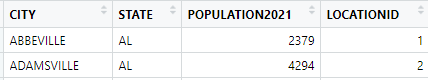 CITY STATE POPULATION2021 LOCATIONID
ABBEVILLE AL 2379 1
ADAMSVILLE AL 4294 2